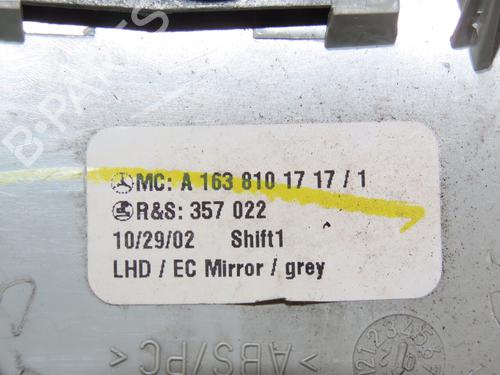 B-PARTS
MC: A 163 810 17 17 / 1
R&S: 357 022
10/29/02 Shift1
LHD / EC Mirror / grey
> ABS/PC <